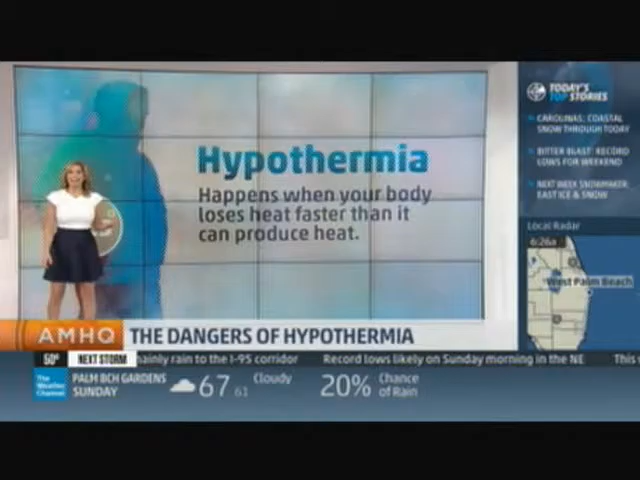 Hypothermia
Happens when your body
loses heat faster than it
can produce heat.
TODAY'S
TOP STORIES
CAROLINAS: COASTAL
SNOW THROUGH TODAY
BITTER BLAST: RECORD
LOWS FOR WEEKEND
NEXT WEEK SNOWMAKER:
EAST ICE & SNOW
Local Radar
6:26a
West Palm Beach
AMHQ THE DANGERS OF HYPOTHERMIA
50° NEXT STORM ainly rain to the I-95 corridor Record lows likely on Sunday morning in the NE This
The
Weather
Channel
PALM BCH GARDENS
SUNDAY
67 61
Cloudy
20%
Chance
of Rain